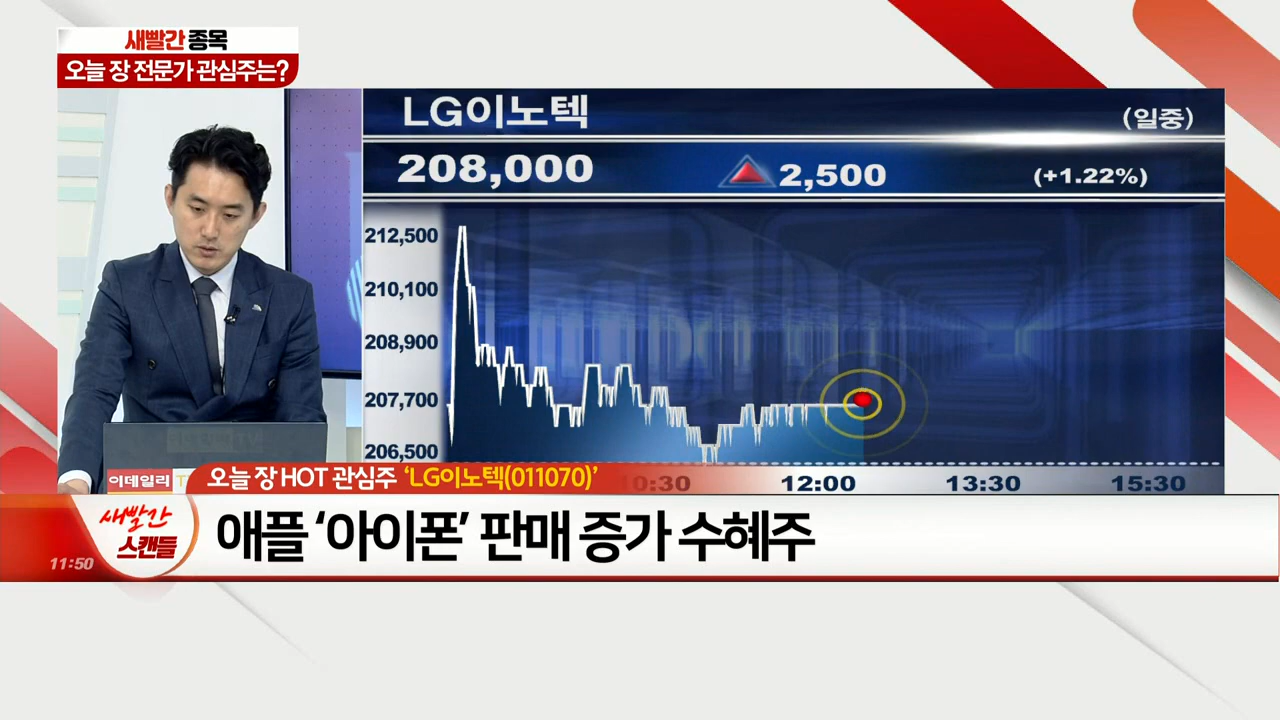 새빨간 종목
오늘 장 전문가 관심주는?
LG이노텍
(일중)
208,000
2,500
(+1.22%)
212,500
210,100
208,900
207,700
206,500
10:30
12:00
13:30
15:30
이데일리 T
오늘 장 HOT 관심주 ‘LG이노텍(011070)’
새빨간
스캔들
애플 ‘아이폰’ 판매 증가 수혜주
11:50